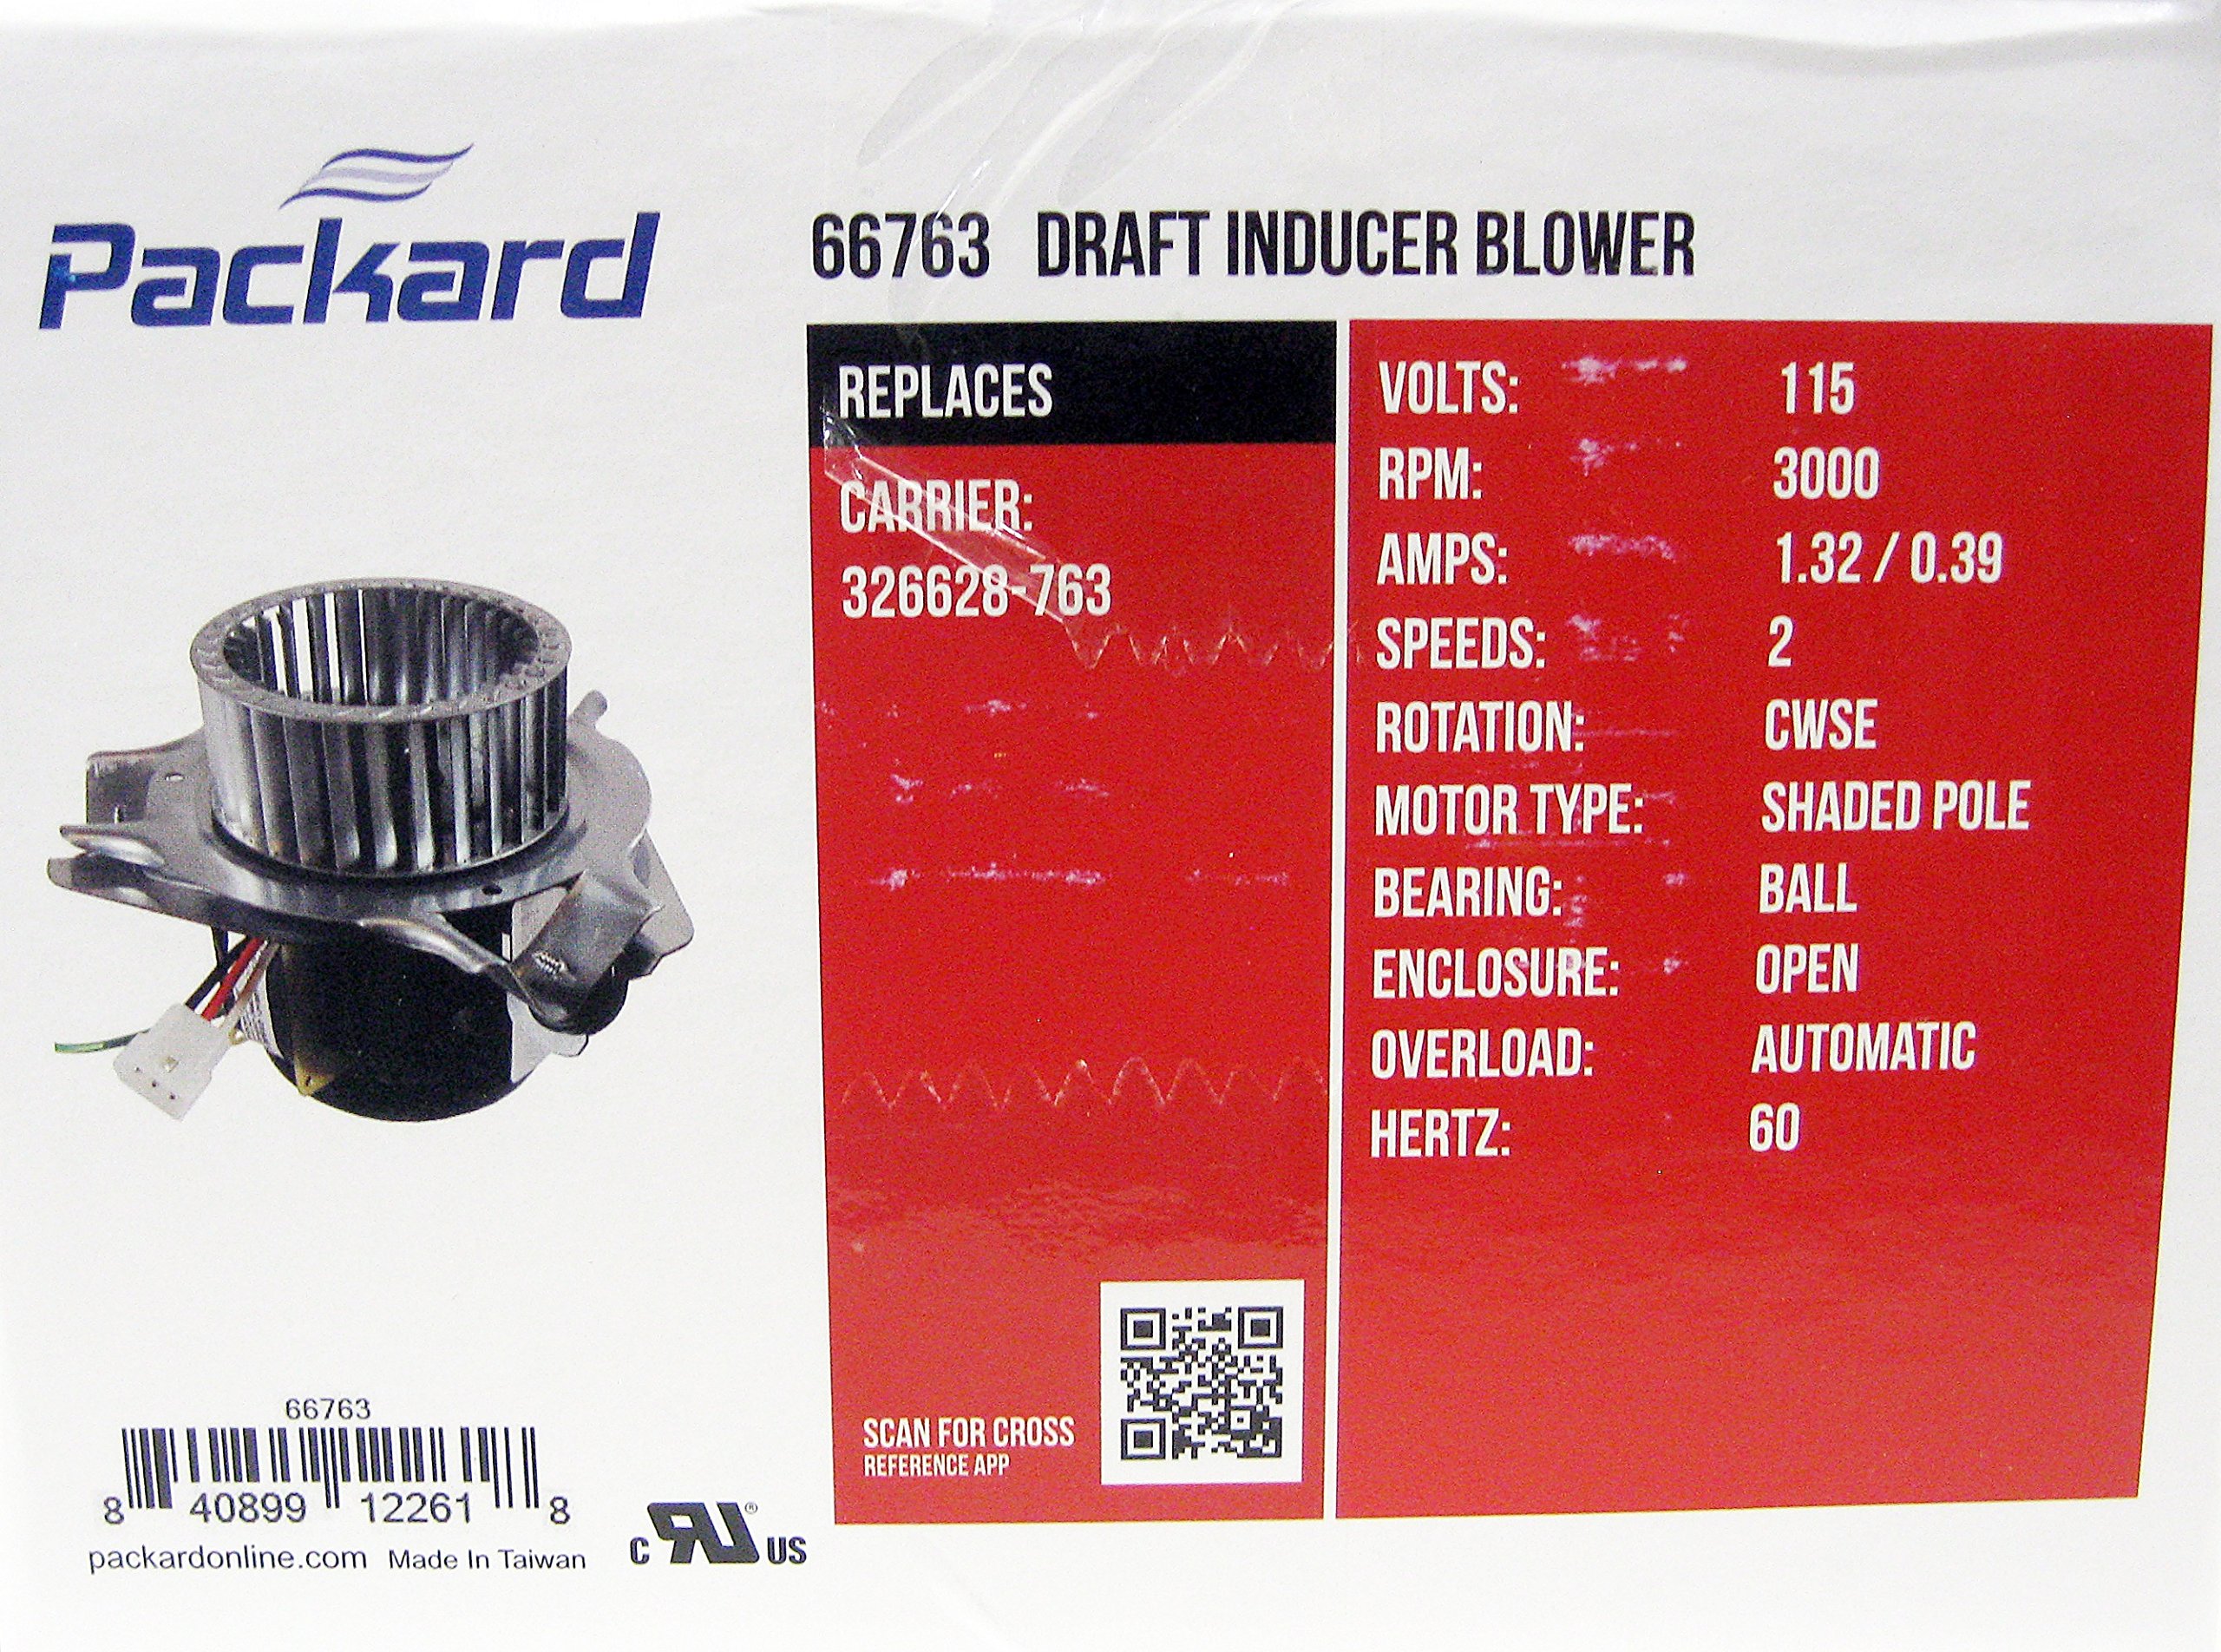 Packard
66763 DRAFT INDUCER BLOWER
REPLACES
CARRIER:
326628-763
VOLTS: 115
RPM: 3000
AMPS: 1.32 / 0.39
SPEEDS: 2
ROTATION: CWSE
MOTOR TYPE: SHADED POLE
BEARING: BALL
ENCLOSURE: OPEN
OVERLOAD: AUTOMATIC
HERTZ: 60
SCAN FOR CROSS
REFERENCE APP
66763
8 40899 12261 8
packardonline.com Made In Taiwan
C RU® US